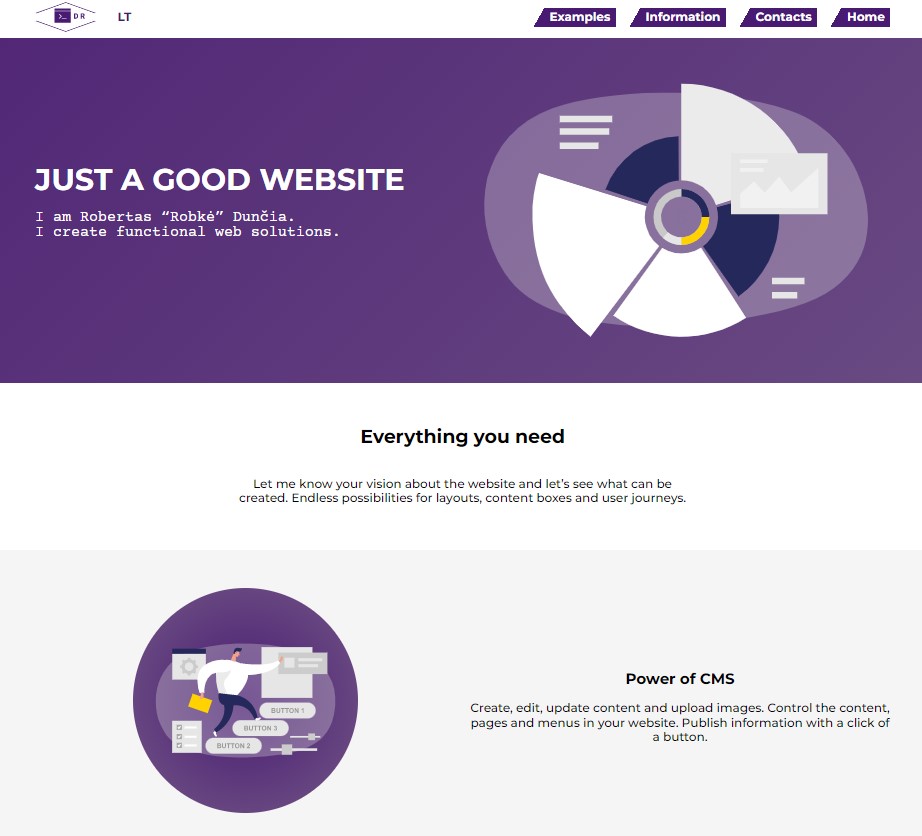 DR
LT
Examples
Information
Contacts
Home
JUST A GOOD WEBSITE
I am Robertas “Robkė” Dunčia.
I create functional web solutions.
Everything you need
Let me know your vision about the website and let’s see what can be
created. Endless possibilities for layouts, content boxes and user journeys.
BUTTON 1
BUTTON 3
BUTTON 2
Power of CMS
Create, edit, update content and upload images. Control the content,
pages and menus in your website. Publish information with a click of
a button.